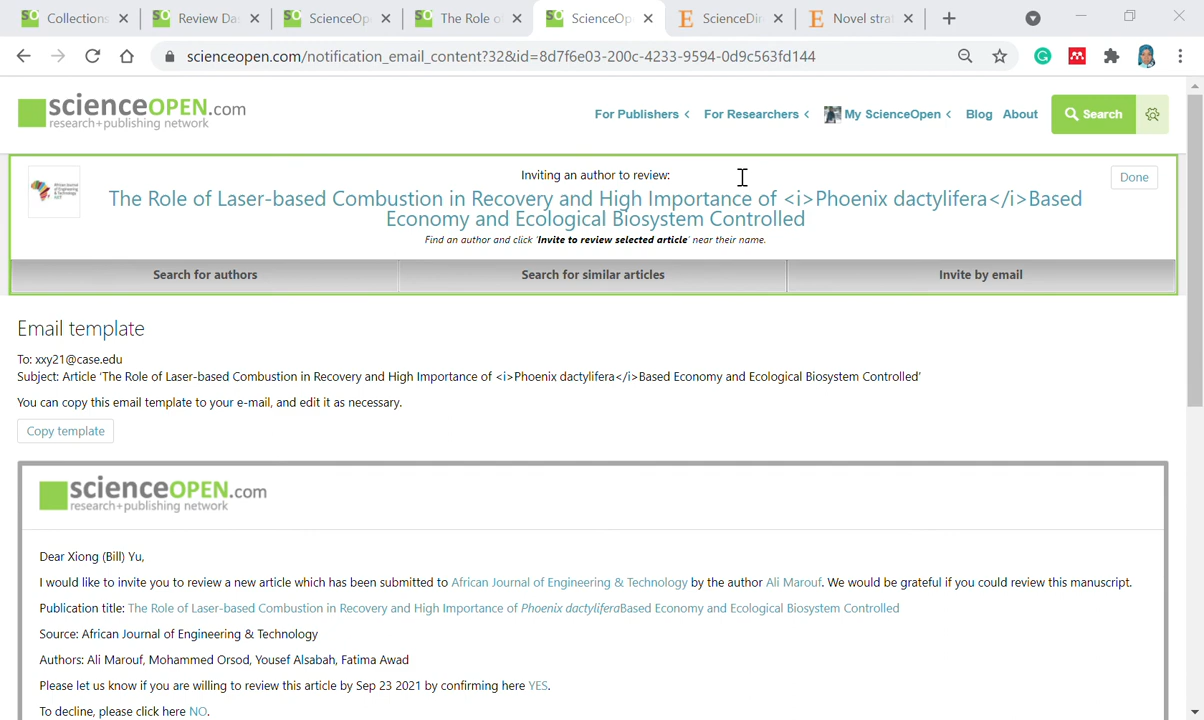 Collections
Review Da
ScienceOp
The Role o
ScienceOp
ScienceDir
Novel stra
scienceopen.com/notification_email_content?32&id=8d7f6e03-200c-4233-9594-0d9c563fd144
scienceOPEN.com
research+publishing network
For Publishers
For Researchers
My ScienceOpen
Blog
About
Search
Inviting an author to review:
Done
The Role of Laser-based Combustion in Recovery and High Importance of <i>Phoenix dactylifera</i>Based
Economy and Ecological Biosystem Controlled
Find an author and click 'Invite to review selected article' near their name.
Search for authors
Search for similar articles
Invite by email
Email template
To: xxy21@case.edu
Subject: Article 'The Role of Laser-based Combustion in Recovery and High Importance of <i>Phoenix dactylifera</i>Based Economy and Ecological Biosystem Controlled'
You can copy this email template to your e-mail, and edit it as necessary.
Copy template
scienceOPEN.com
research+publishing network
Dear Xiong (Bill) Yu,
I would like to invite you to review a new article which has been submitted to African Journal of Engineering & Technology by the author Ali Marouf. We would be grateful if you could review this manuscript.
Publication title: The Role of Laser-based Combustion in Recovery and High Importance of Phoenix dactyliferaBased Economy and Ecological Biosystem Controlled
Source: African Journal of Engineering & Technology
Authors: Ali Marouf, Mohammed Orsod, Yousef Alsabah, Fatima Awad
Please let us know if you are willing to review this article by Sep 23 2021 by confirming here YES.
To decline, please click here NO.